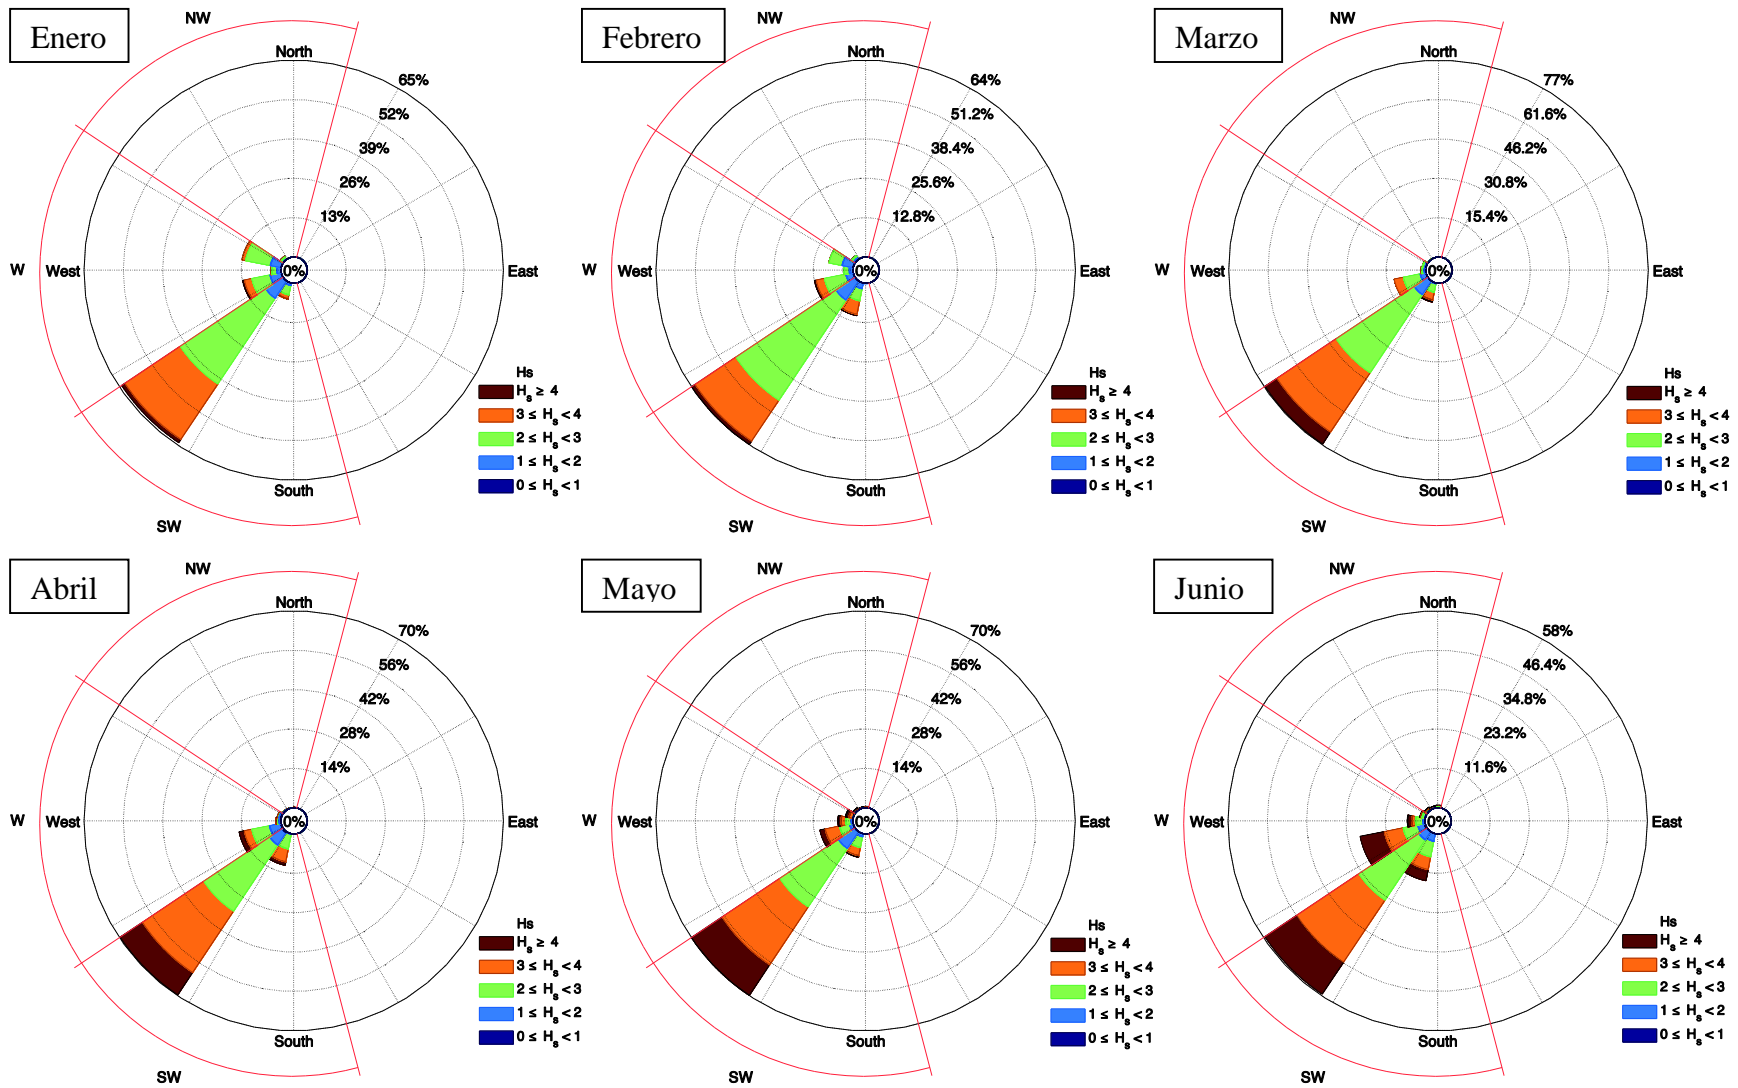 Enero
NW
North
65%
52%
39%
26%
13%
0%
W
West
East
South
SW
Hs
Hs ≥ 4
3 ≤ Hs < 4
2 ≤ Hs < 3
1 ≤ Hs < 2
0 ≤ Hs < 1
Febrero
NW
North
64%
51.2%
38.4%
25.6%
12.8%
0%
W
West
East
South
SW
Hs
Hs ≥ 4
3 ≤ Hs < 4
2 ≤ Hs < 3
1 ≤ Hs < 2
0 ≤ Hs < 1
Marzo
NW
North
77%
61.6%
46.2%
30.8%
15.4%
0%
W
West
East
South
SW
Hs
Hs ≥ 4
3 ≤ Hs < 4
2 ≤ Hs < 3
1 ≤ Hs < 2
0 ≤ Hs < 1
Abril
NW
North
70%
56%
42%
28%
14%
0%
W
West
East
South
SW
Hs
Hs ≥ 4
3 ≤ Hs < 4
2 ≤ Hs < 3
1 ≤ Hs < 2
0 ≤ Hs < 1
Mayo
NW
North
70%
56%
42%
28%
14%
0%
W
West
East
South
SW
Hs
Hs ≥ 4
3 ≤ Hs < 4
2 ≤ Hs < 3
1 ≤ Hs < 2
0 ≤ Hs < 1
Junio
NW
North
58%
46.4%
34.8%
23.2%
11.6%
0%
W
West
East
South
SW
Hs
Hs ≥ 4
3 ≤ Hs < 4
2 ≤ Hs < 3
1 ≤ Hs < 2
0 ≤ Hs < 1